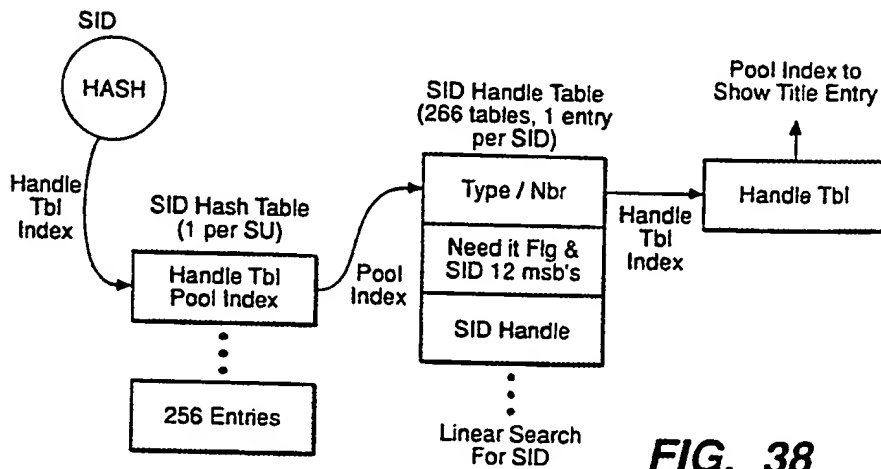 SID
HASH
Handle
Tbl
Index
SID Hash Table
(1 per SU)
Handle Tbl
Pool Index
256 Entries
Pool
Index
SID Handle Table
(266 tables, 1 entry
per SID)
Type / Nbr
Need it Flg &
SID 12 msb's
SID Handle
Linear Search
For SID
Handle
Tbl
Index
Pool Index to
Show Title Entry
Handle Tbl
FIG. 38